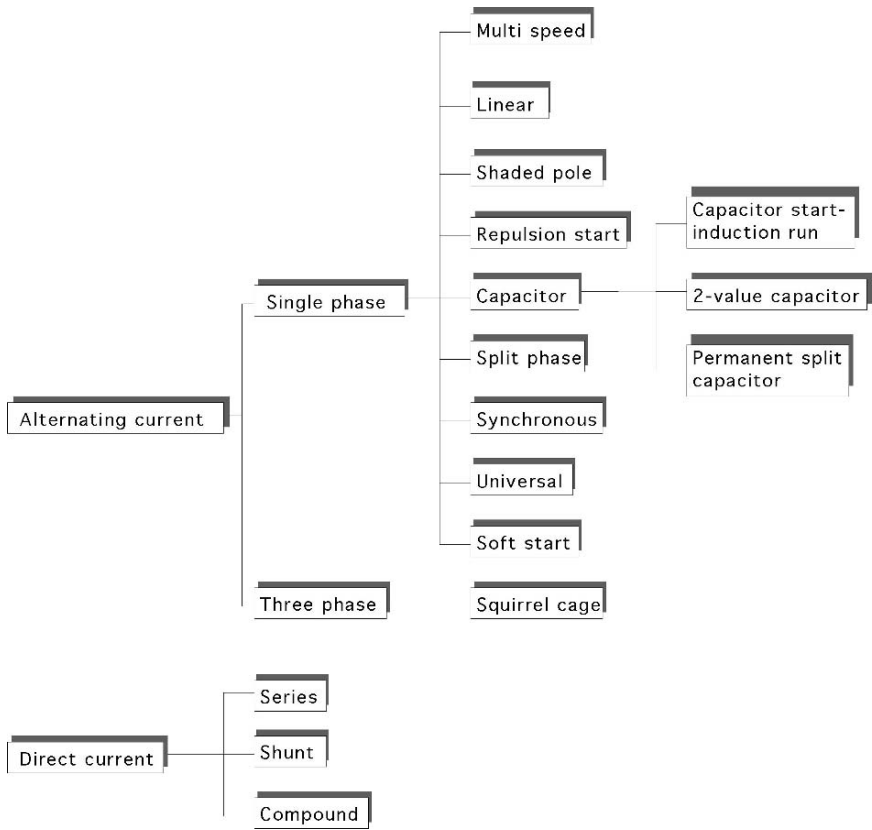 Multi speed
Linear
Shaded pole
Repulsion start
Capacitor start-
induction run
Single phase
Capacitor
2-value capacitor
Split phase
Permanent split
capacitor
Alternating current
Synchronous
Universal
Soft start
Three phase
Squirrel cage
Series
Direct current
Shunt
Compound